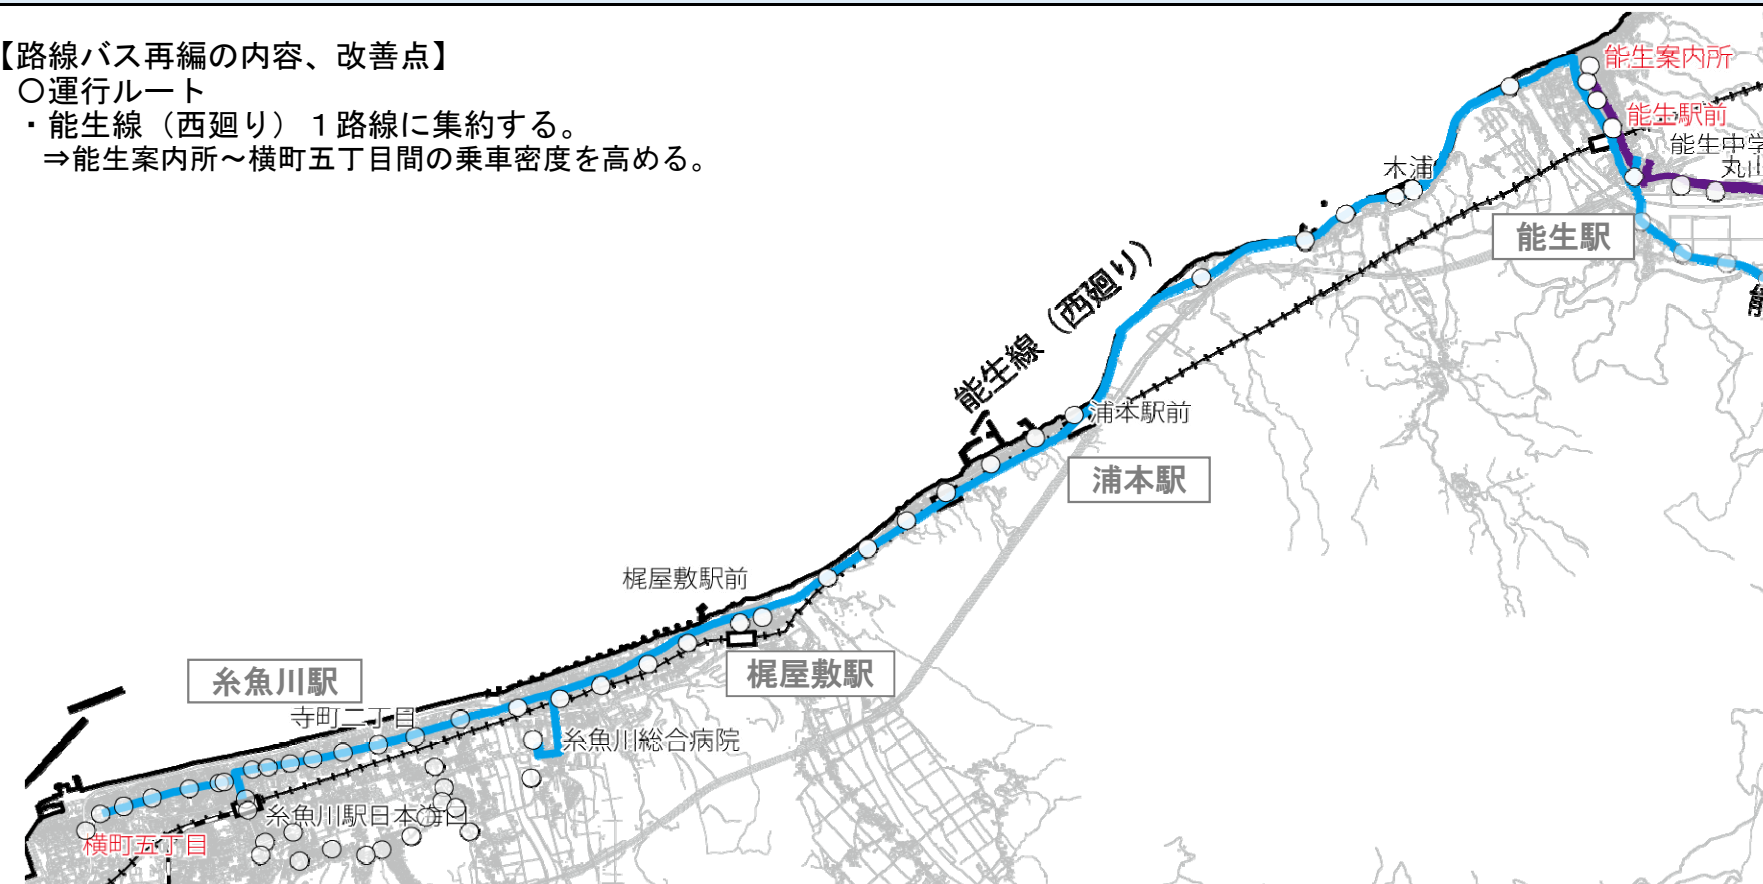 【路線バス再編の内容、改善点】
〇運行ルート
・能生線（西廻り）１路線に集約する。
⇒能生案内所～横町五丁目間の乗車密度を高める。
能生案内所
能生駅前
能生中学
丸山
木浦
能生駅
能生線（西廻り）
浦本駅前
浦本駅
梶屋敷駅前
梶屋敷駅
糸魚川駅
寺町二丁目
糸魚川総合病院
糸魚川駅日本海口
横町五丁目